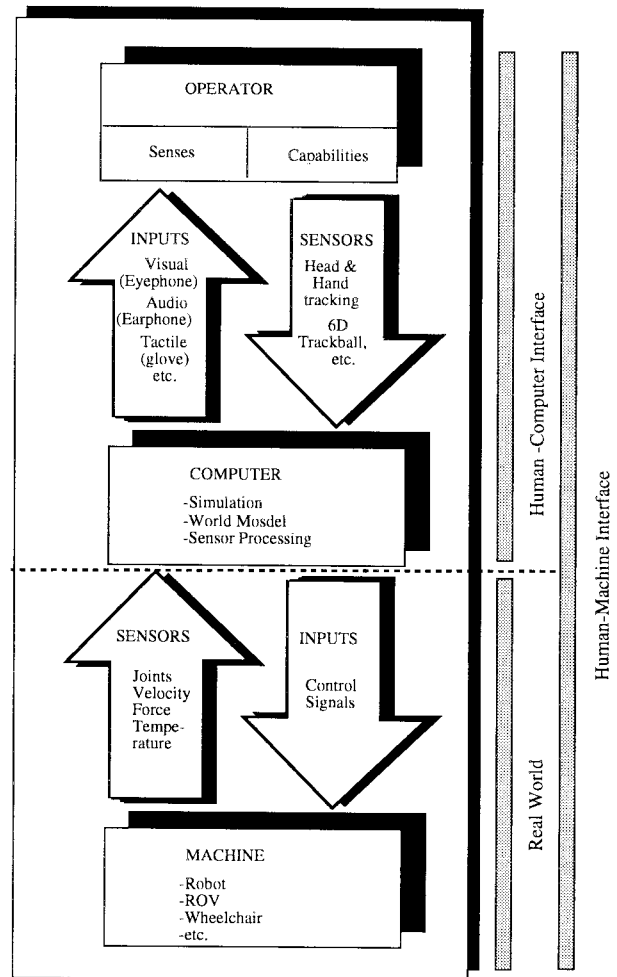 OPERATOR
Senses
Capabilities
INPUTS
Visual
(Eyephone)
Audio
(Earphone)
Tactile
(glove)
etc.
SENSORS
Head &
Hand
tracking
6D
Trackball,
etc.
COMPUTER
-Simulation
-World Mosdel
-Sensor Processing
SENSORS
Joints
Velocity
Force
Tempe-
rature
INPUTS
Control
Signals
MACHINE
-Robot
-ROV
-Wheelchair
-etc.
Human -Computer Interface
Real World
Human-Machine Interface